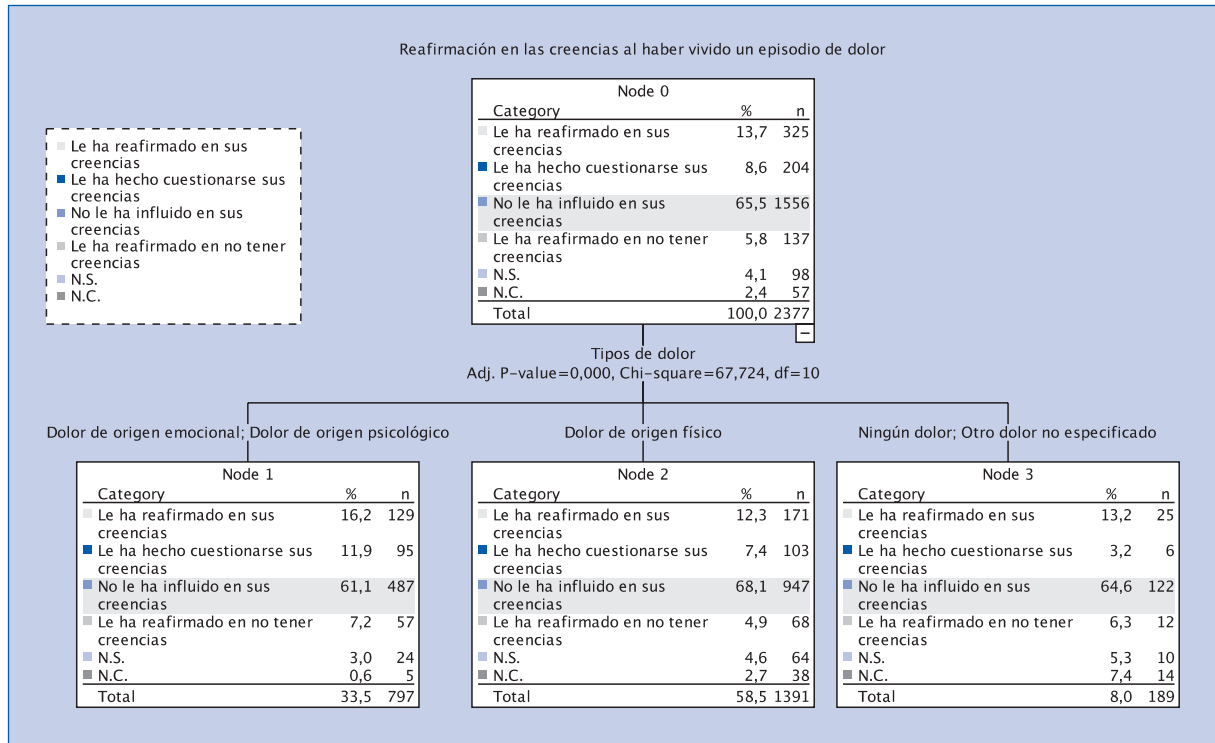 Reafirmación en las creencias al haber vivido un episodio de dolor
Le ha reafirmado en sus
creencias
Le ha hecho cuestionarse sus
creencias
No le ha influido en sus
creencias
Le ha reafirmado en no tener
creencias
N.S.
N.C.
Node 0
Category % n
Le ha reafirmado en sus 13,7 325
creencias
Le ha hecho cuestionarse sus 8,6 204
creencias
No le ha influido en sus 65,5 1556
creencias
Le ha reafirmado en no tener 5,8 137
creencias
N.S. 4,1 98
N.C. 2,4 57
Total 100,0 2377
Tipos de dolor
Adj. P-value=0,000, Chi-square=67,724, df=10
Dolor de origen emocional; Dolor de origen psicológico
Node 1
Category % n
Le ha reafirmado en sus 16,2 129
creencias
Le ha hecho cuestionarse sus 11,9 95
creencias
No le ha influido en sus 61,1 487
creencias
Le ha reafirmado en no tener 7,2 57
creencias
N.S. 3,0 24
N.C. 0,6 5
Total 33,5 797
Dolor de origen físico
Node 2
Category % n
Le ha reafirmado en sus 12,3 171
creencias
Le ha hecho cuestionarse sus 7,4 103
creencias
No le ha influido en sus 68,1 947
creencias
Le ha reafirmado en no tener 4,9 68
creencias
N.S. 4,6 64
N.C. 2,7 38
Total 58,5 1391
Ningún dolor; Otro dolor no especificado
Node 3
Category % n
Le ha reafirmado en sus 13,2 25
creencias
Le ha hecho cuestionarse sus 3,2 6
creencias
No le ha influido en sus 64,6 122
creencias
Le ha reafirmado en no tener 6,3 12
creencias
N.S. 5,3 10
N.C. 7,4 14
Total 8,0 189